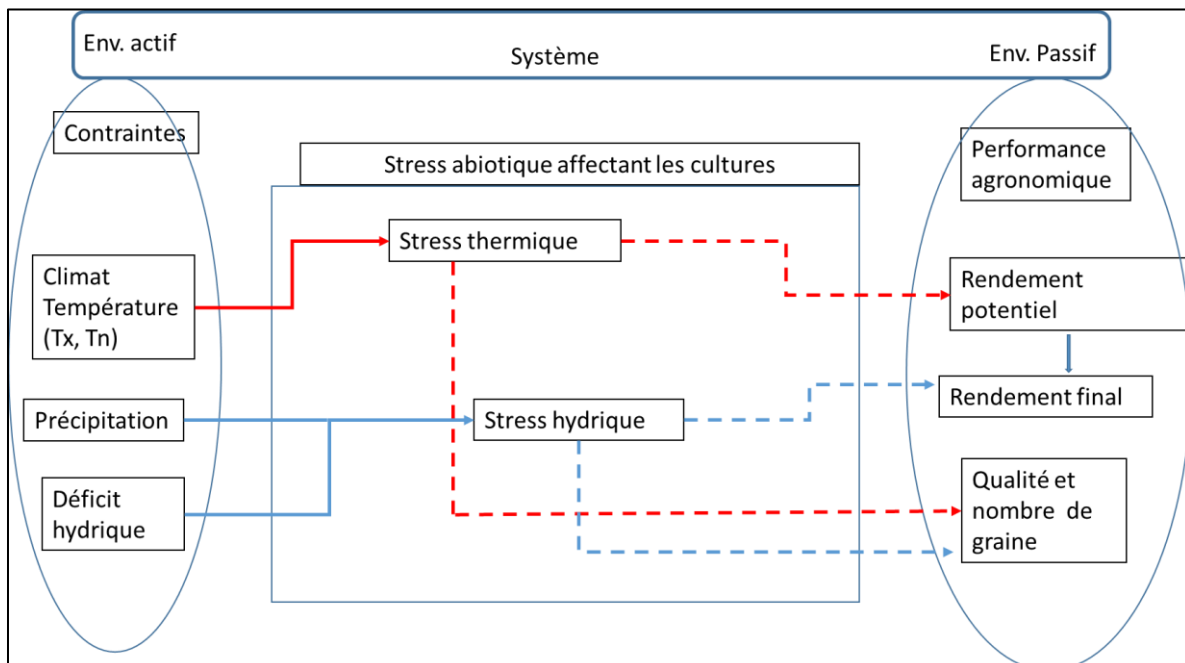 Env. actif
Système
Env. Passif
Contraintes
Stress abiotique affectant les cultures
Performance
agronomique
Stress thermique
Climat
Température
(Tx, Tn)
Rendement
potentiel
Précipitation
Stress hydrique
Rendement final
Déficit
hydrique
Qualité et
nombre de
graine